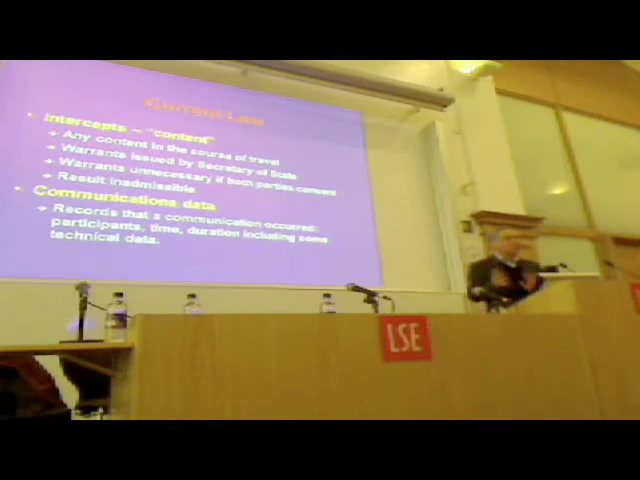 Current Law
Intercepts – "content"
Any content in the course of travel
Warrants issued by Secretary of State
Warrants unnecessary if both parties consent
Result inadmissible
Communications data
Records that a communication occurred:
participants, time, duration including some
technical data.
LSE